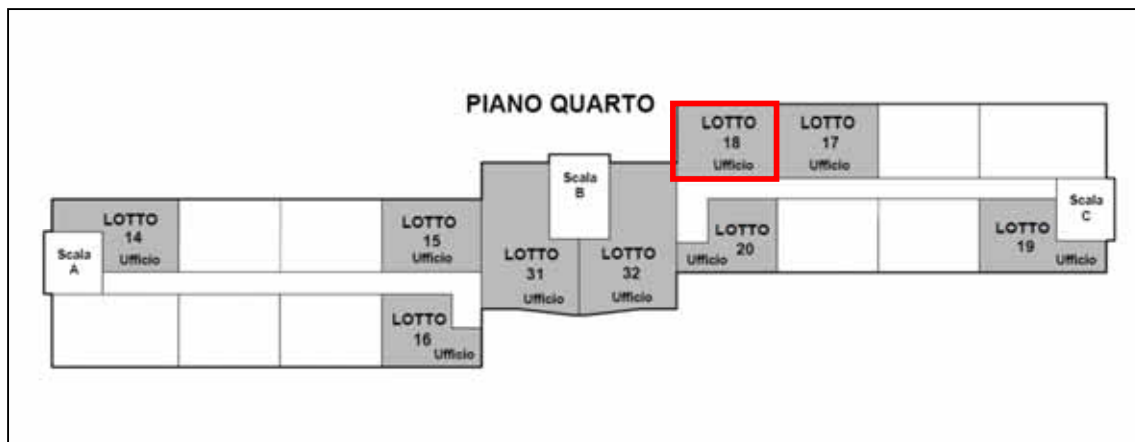 PIANO QUARTO
LOTTO
18
Ufficio
LOTTO
17
Ufficio
Scala
B
Scala
C
LOTTO
14
Ufficio
Scala
A
LOTTO
15
Ufficio
LOTTO
31
Ufficio
LOTTO
32
Ufficio
LOTTO
20
Ufficio
LOTTO
19
Ufficio
LOTTO
16
Ufficio